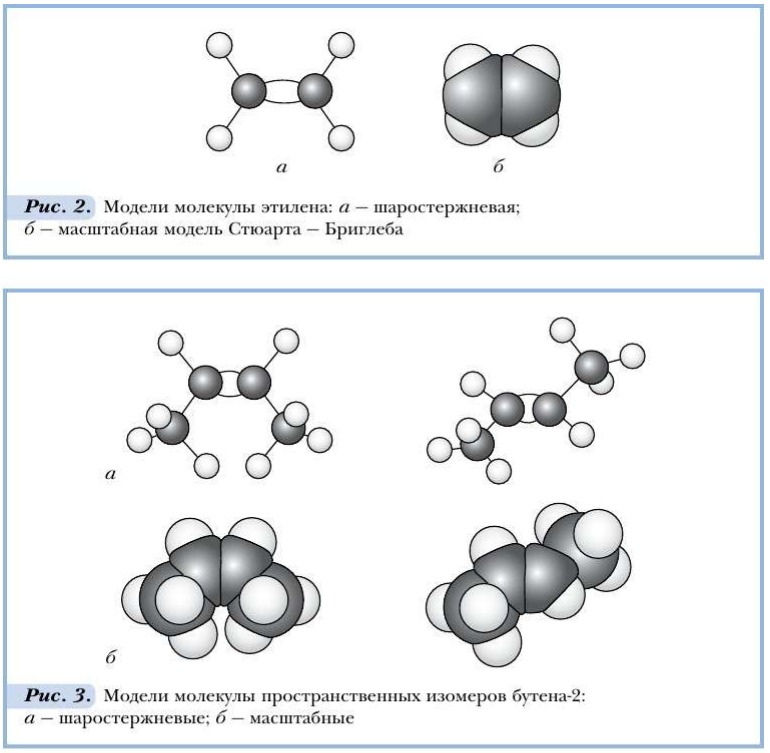 а
б
Рис. 2. Модели молекулы этилена: а — шаростержневая;
б — масштабная модель Стюарта — Бриглеба
а
б
Рис. 3. Модели молекулы пространственных изомеров бутена-2:
а — шаростержневые; б — масштабные